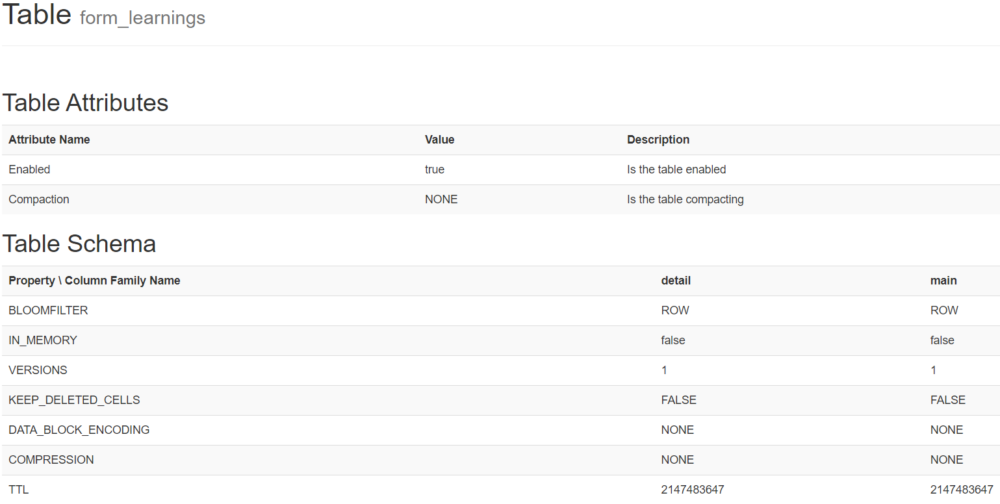 Table form_learnings
Table Attributes
Attribute Name Value Description
Enabled true Is the table enabled
Compaction NONE Is the table compacting
Table Schema
Property \ Column Family Name detail main
BLOOMFILTER ROW ROW
IN_MEMORY false false
VERSIONS 1 1
KEEP_DELETED_CELLS FALSE FALSE
DATA_BLOCK_ENCODING NONE NONE
COMPRESSION NONE NONE
TTL 2147483647 2147483647